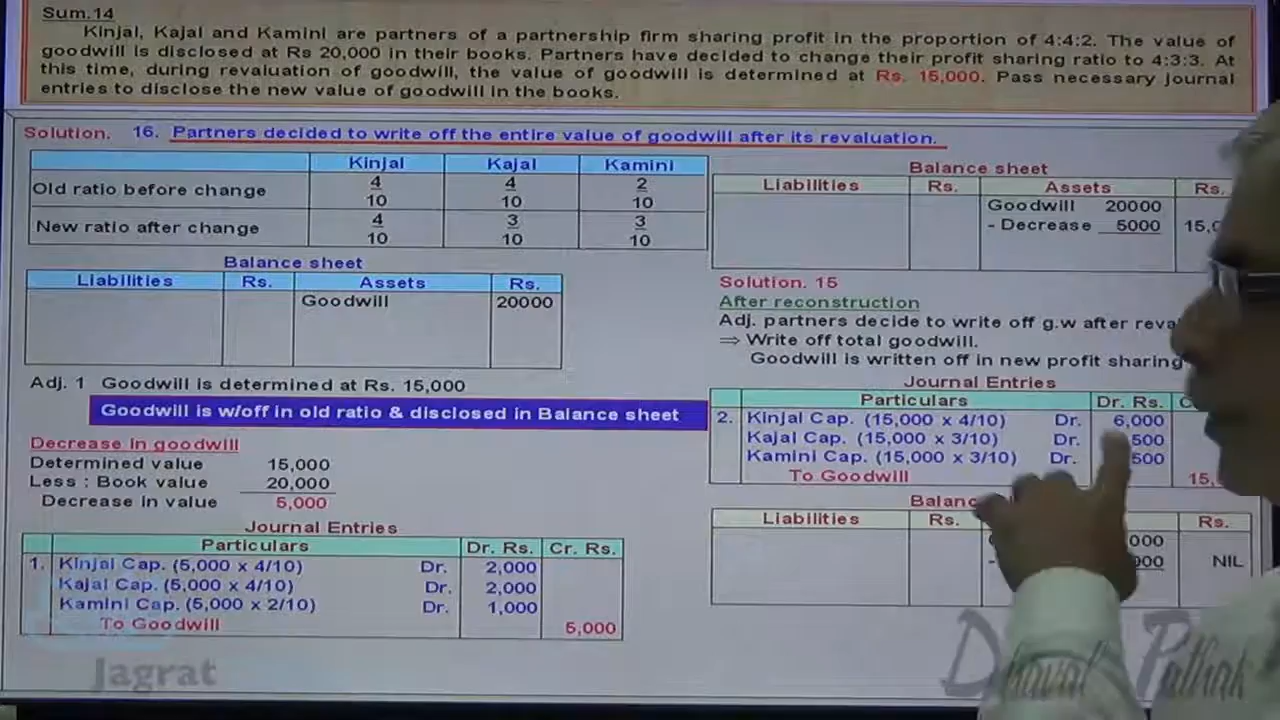 Sum.14
Kinjal, Kajal and Kamini are partners of a partnership firm sharing profit in the proportion of 4:4:2. The value of
goodwill is disclosed at Rs 20,000 in their books. Partners have decided to change their profit sharing ratio to 4:3:3. At
this time, during revaluation of goodwill, the value of goodwill is determined at Rs. 15,000. Pass necessary journal
entries to disclose the new value of goodwill in the books.
Solution. 16. Partners decided to write off the entire value of goodwill after its revaluation.
Kinjal Kajal Kamini
Old ratio before change 4/10 4/10 2/10
New ratio after change 4/10 3/10 3/10
Balance sheet
Liabilities Rs. Assets Rs.
Goodwill 20000
Adj. 1 Goodwill is determined at Rs. 15,000
Goodwill is w/off in old ratio & disclosed in Balance sheet
Decrease in goodwill
Determined value 15,000
Less : Book value 20,000
Decrease in value 5,000
Journal Entries
Particulars Dr. Rs. Cr. Rs.
1. Kinjal Cap. (5,000 x 4/10) Dr. 2,000
Kajal Cap. (5,000 x 4/10) Dr. 2,000
Kamini Cap. (5,000 x 2/10) Dr. 1,000
To Goodwill 5,000
Balance sheet
Liabilities Rs. Assets Rs.
Goodwill 20000
- Decrease 5000 15,
Solution. 15
After reconstruction
Adj. partners decide to write off g.w after
⇒ Write off total goodwill.
Goodwill is written off in new profit sharing
Journal Entries
Particulars Dr. Rs.
2. Kinjal Cap. (15,000 x 4/10) Dr. 6,000
Kajal Cap. (15,000 x 3/10) Dr. 500
Kamini Cap. (15,000 x 3/10) Dr. 500
To Goodwill 15,
Liabilities Rs. Rs.
000
000 NIL
Jagrat
Dhaval Pathak